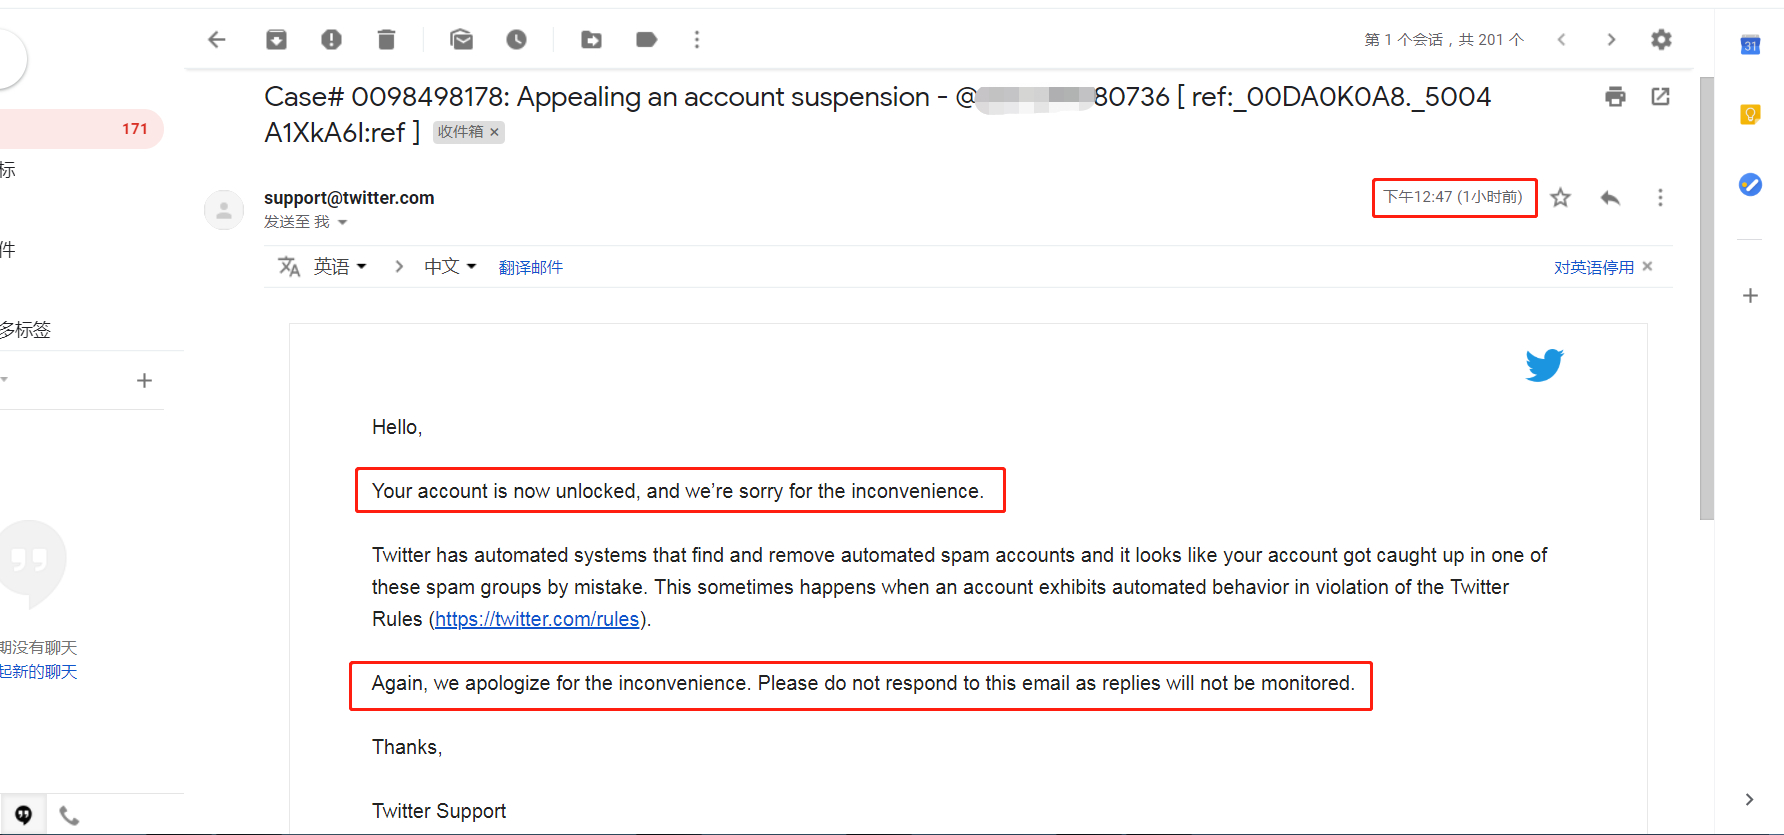 第 1 个会话，共 201 个
31
Case# 0098498178: Appealing an account suspension - @80736 [ ref:_00DA0K0A8._5004
A1XkA6I:ref ] 收件箱 ×
171
标
support@twitter.com
下午12:47 (1小时前)
发送至 我
件
英语 > 中文 翻译邮件
对英语停用 ×
多标签
Hello,
Your account is now unlocked, and we’re sorry for the inconvenience.
Twitter has automated systems that find and remove automated spam accounts and it looks like your account got caught up in one of
these spam groups by mistake. This sometimes happens when an account exhibits automated behavior in violation of the Twitter
Rules (https://twitter.com/rules).
期没有聊天
起新的聊天
Again, we apologize for the inconvenience. Please do not respond to this email as replies will not be monitored.
Thanks,
Twitter Support